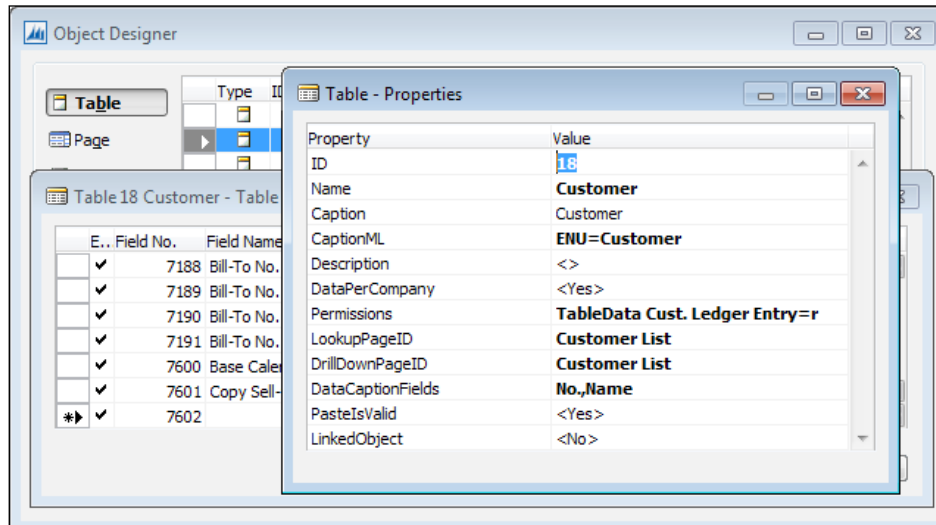 Object Designer
Table
Type ID
Page
Table - Properties
Property Value
ID 18
Name Customer
Caption Customer
CaptionML ENU=Customer
Description <>
DataPerCompany <Yes>
Permissions TableData Cust. Ledger Entry=r
LookupPageID Customer List
DrillDownPageID Customer List
DataCaptionFields No.,Name
PasteIsValid <Yes>
LinkedObject <No>
Table 18 Customer - Table
E.. Field No. Field Name
7188 Bill-To No.
7189 Bill-To No.
7190 Bill-To No.
7191 Bill-To No.
7600 Base Calen
7601 Copy Sell-
7602